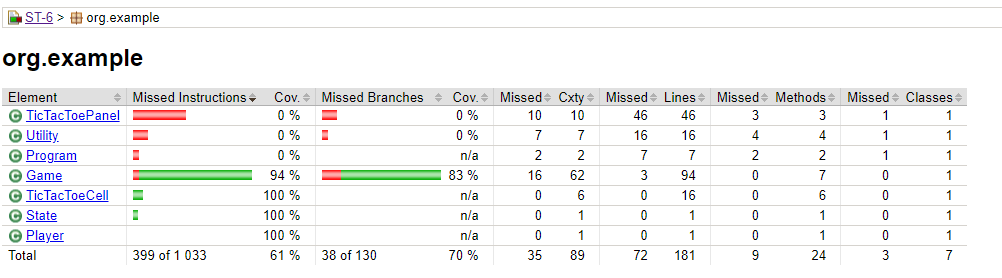 ST-6 > org.example
org.example
Element Missed Instructions Cov. Missed Branches Cov. Missed Cxty Missed Lines Missed Methods Missed Classes
TicTacToePanel 0 % 0 % 10 10 46 46 3 3 1 1
Utility 0 % 0 % 7 7 16 16 4 4 1 1
Program 0 % n/a 2 2 7 7 2 2 1 1
Game 94 % 83 % 16 62 3 94 0 7 0 1
TicTacToeCell 100 % n/a 0 6 0 16 0 6 0 1
State 100 % n/a 0 1 0 1 0 1 0 1
Player 100 % n/a 0 1 0 1 0 1 0 1
Total 399 of 1 033 61 % 38 of 130 70 % 35 89 72 181 9 24 3 7